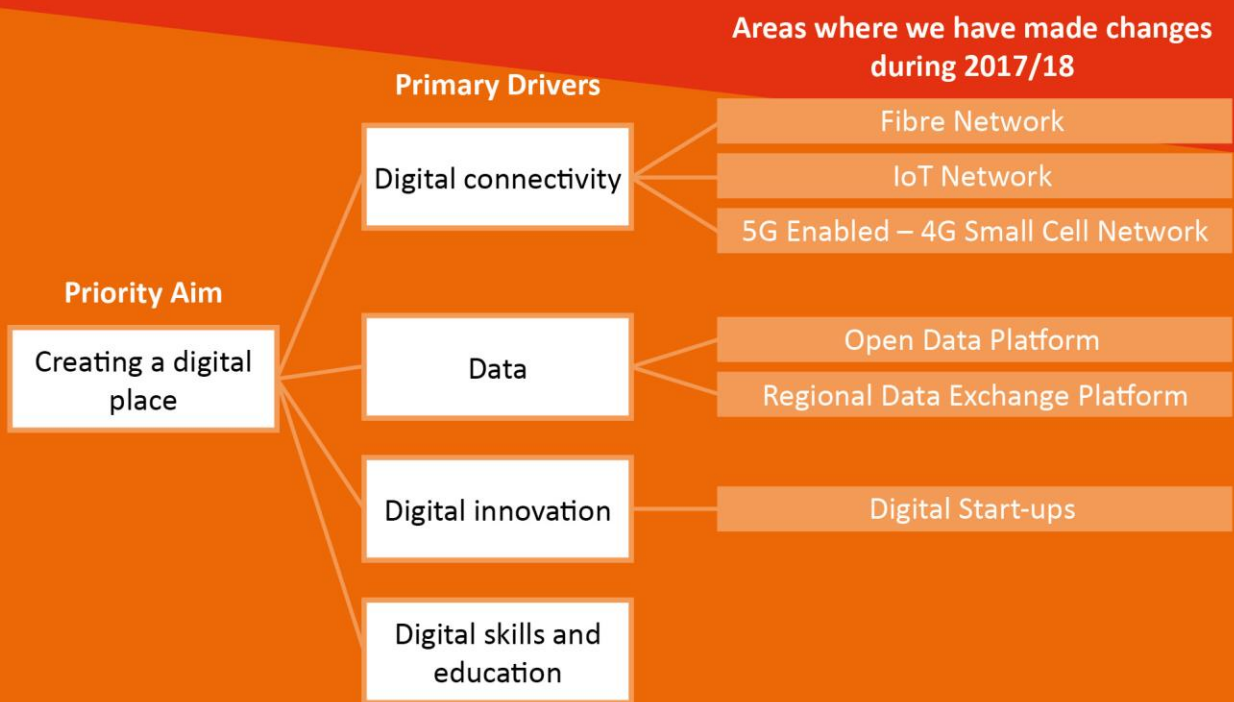 Areas where we have made changes
during 2017/18
Primary Drivers
Fibre Network
Digital connectivity
IoT Network
5G Enabled – 4G Small Cell Network
Priority Aim
Creating a digital
place
Data
Open Data Platform
Regional Data Exchange Platform
Digital innovation
Digital Start-ups
Digital skills and
education